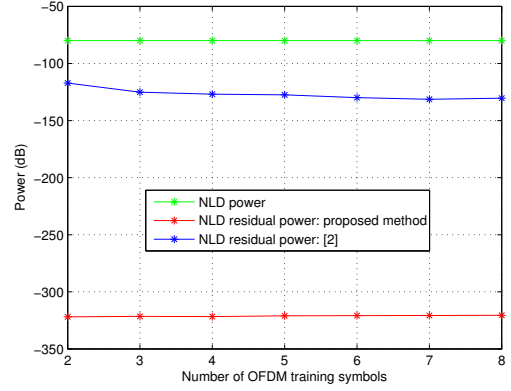 −50
−100
−150
−200
−250
−300
−350
Power (dB)
NLD power
NLD residual power: proposed method
NLD residual power: [2]
2 3 4 5 6 7 8
Number of OFDM training symbols